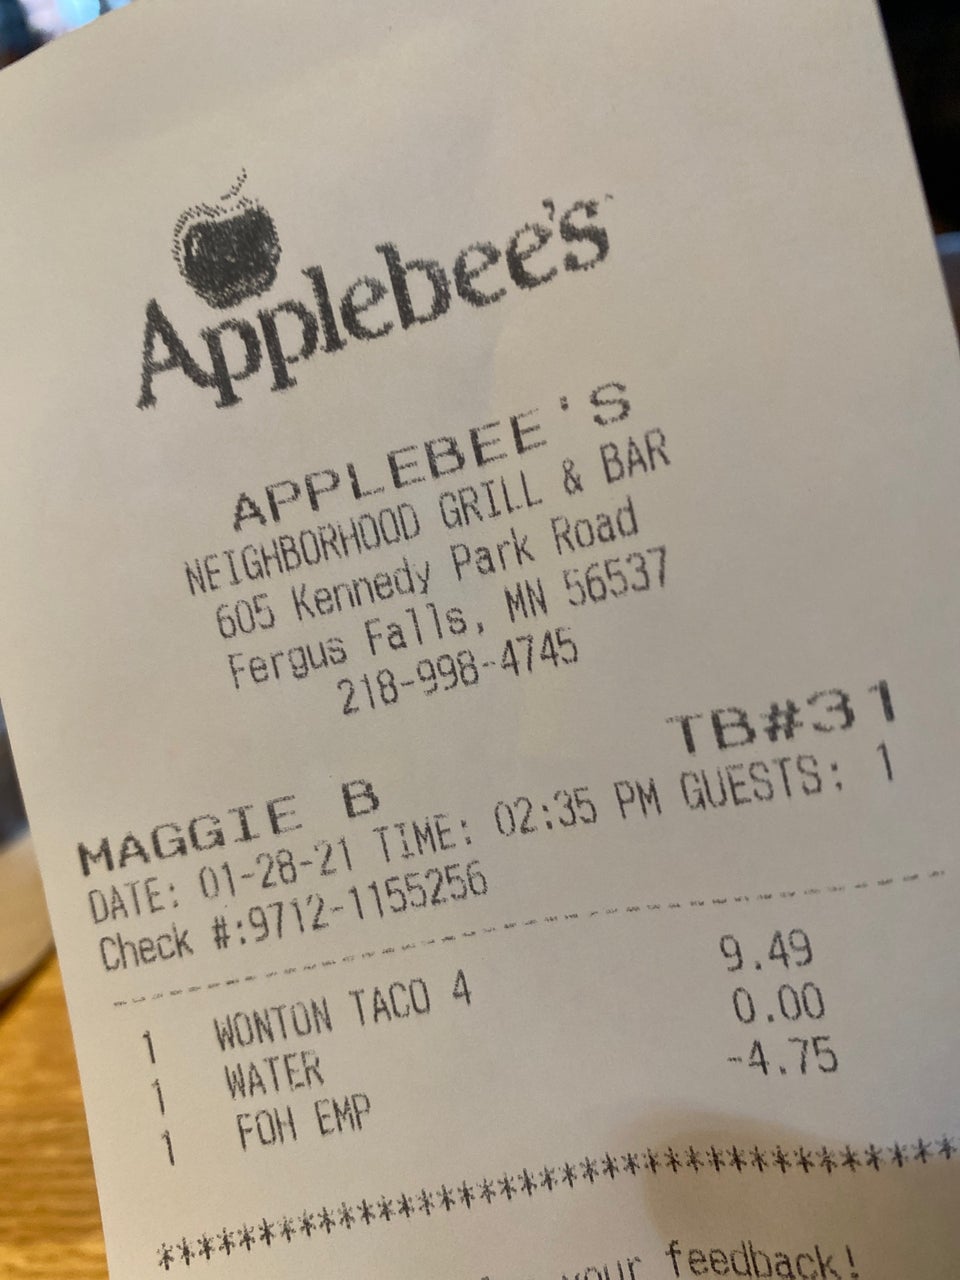 Applebee's
APPLEBEE'S
NEIGHBORHOOD GRILL & BAR
605 Kennedy Park Road
Fergus Falls, MN 56537
218-998-4745
TB#31
MAGGIE B
DATE: 01-28-21 TIME: 02:35 PM GUESTS: 1
Check #:9712-1155256
--------------------------------
1 WONTON TACO 4 9.49
1 WATER 0.00
1 FOH EMP -4.75
****************************************
your feedback!